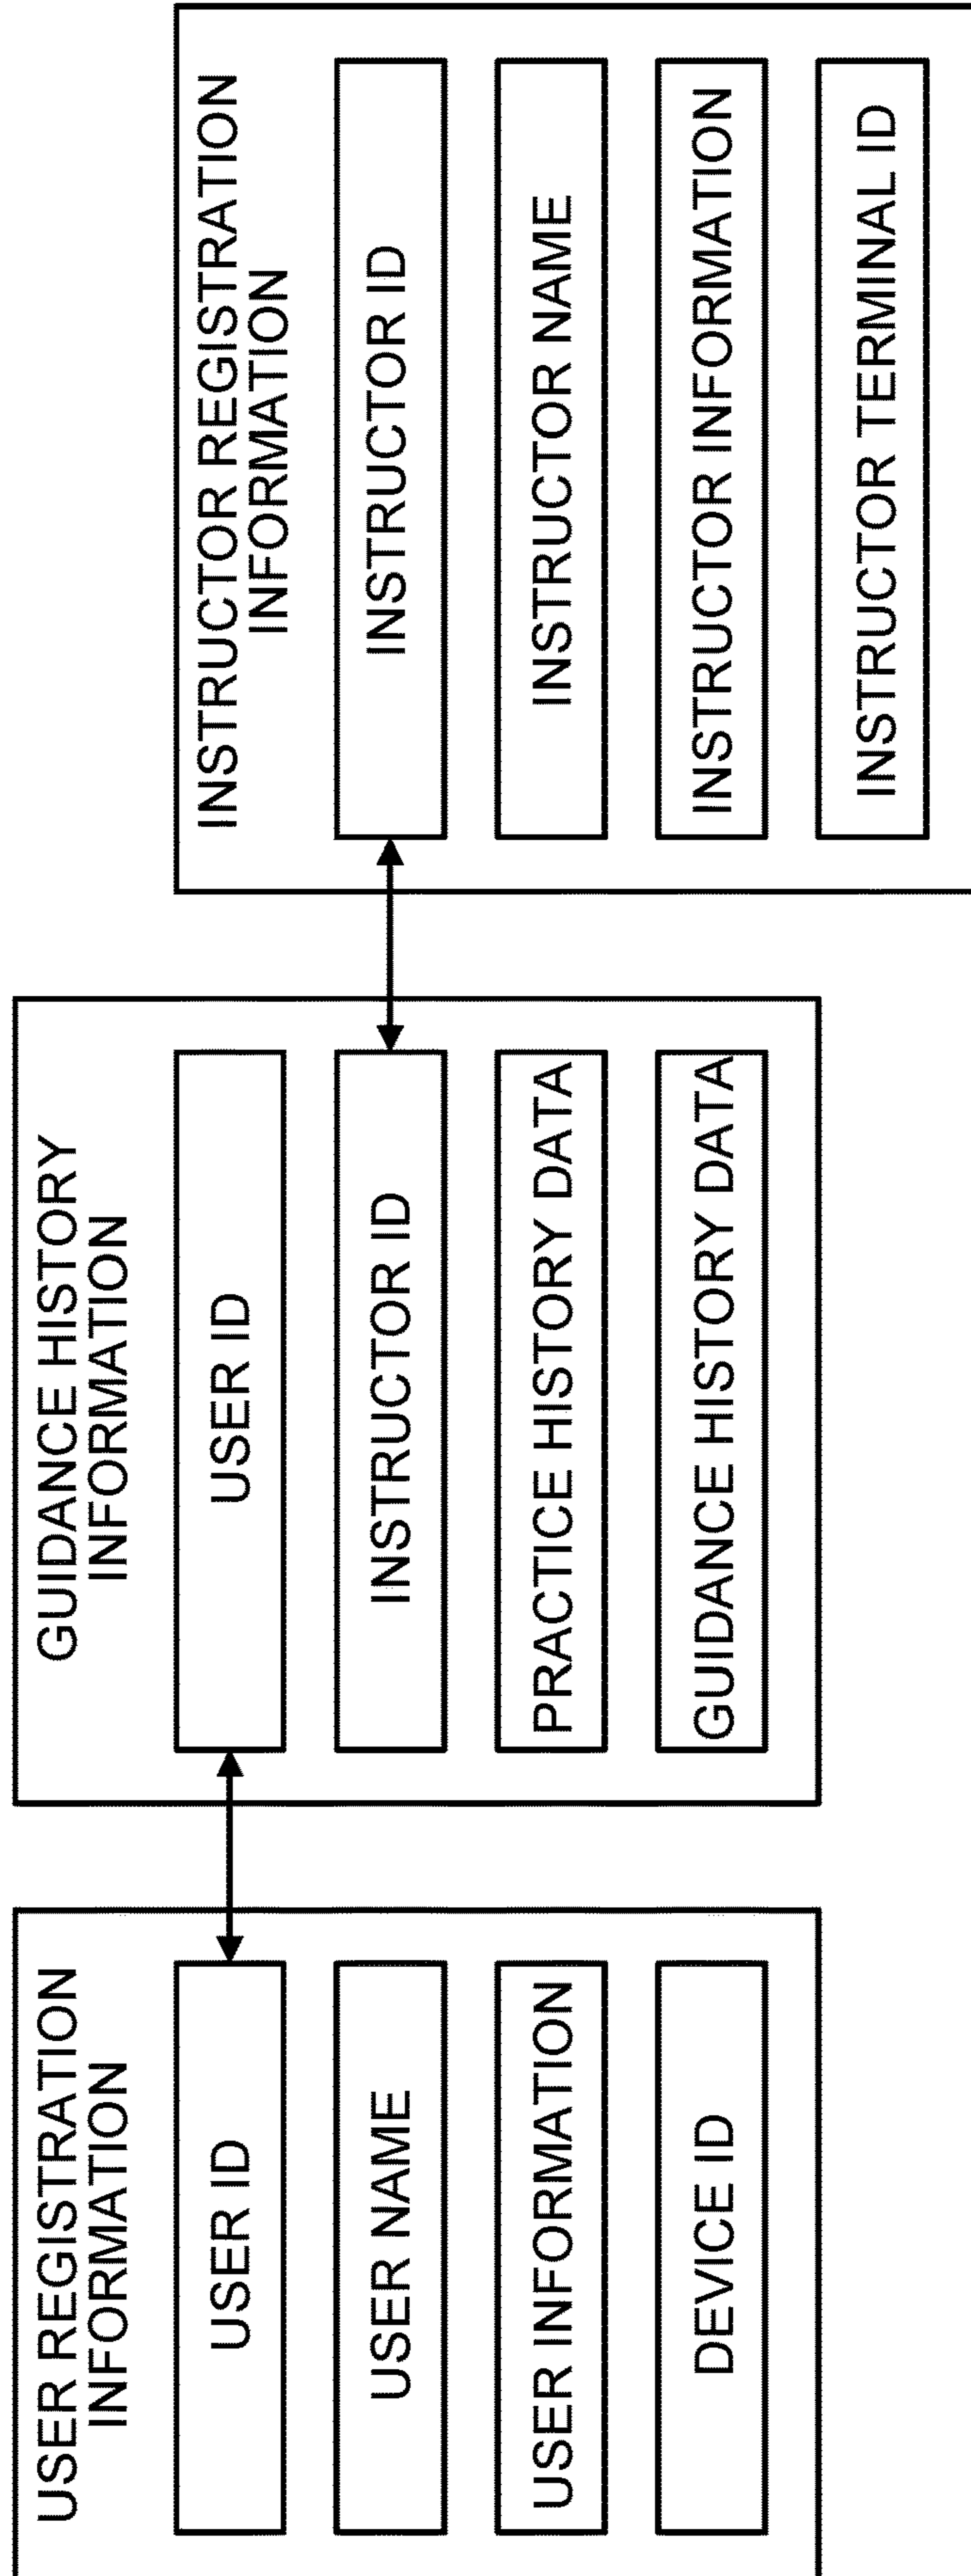 USER REGISTRATION
INFORMATION
USER ID
USER NAME
USER INFORMATION
DEVICE ID
GUIDANCE HISTORY
INFORMATION
USER ID
INSTRUCTOR ID
PRACTICE HISTORY DATA
GUIDANCE HISTORY DATA
INSTRUCTOR REGISTRATION
INFORMATION
INSTRUCTOR ID
INSTRUCTOR NAME
INSTRUCTOR INFORMATION
INSTRUCTOR TERMINAL ID